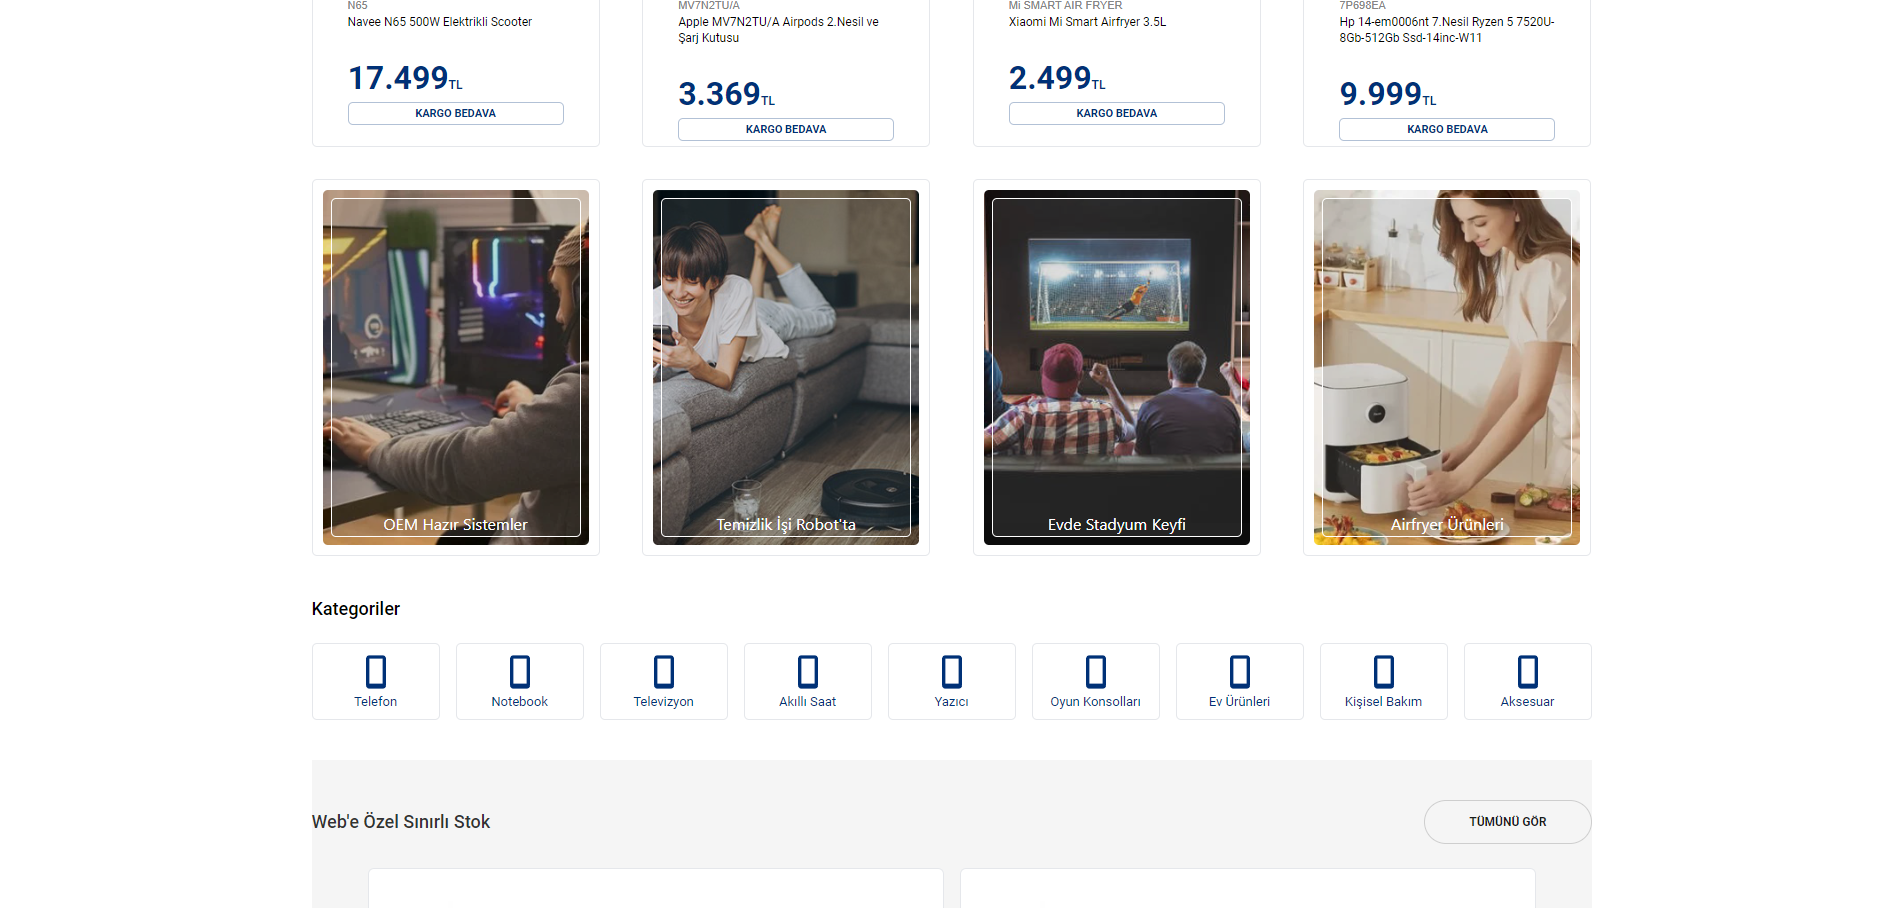 N65
Navee N65 500W Elektrikli Scooter
17.499TL
KARGO BEDAVA
MV7N2TU/A
Apple MV7N2TU/A Airpods 2.Nesil ve
Şarj Kutusu
3.369TL
KARGO BEDAVA
Mi SMART AIR FRYER
Xiaomi Mi Smart Airfryer 3.5L
2.499TL
KARGO BEDAVA
7P698EA
Hp 14-em0006nt 7.Nesil Ryzen 5 7520U-
8Gb-512Gb Ssd-14inc-W11
9.999TL
KARGO BEDAVA
OEM Hazır Sistemler
Temizlik İşi Robot'ta
Evde Stadyum Keyfi
Airfryer Ürünleri
Kategoriler
Telefon
Notebook
Televizyon
Akıllı Saat
Yazıcı
Oyun Konsolları
Ev Ürünleri
Kişisel Bakım
Aksesuar
Web'e Özel Sınırlı Stok
TÜMÜNÜ GÖR